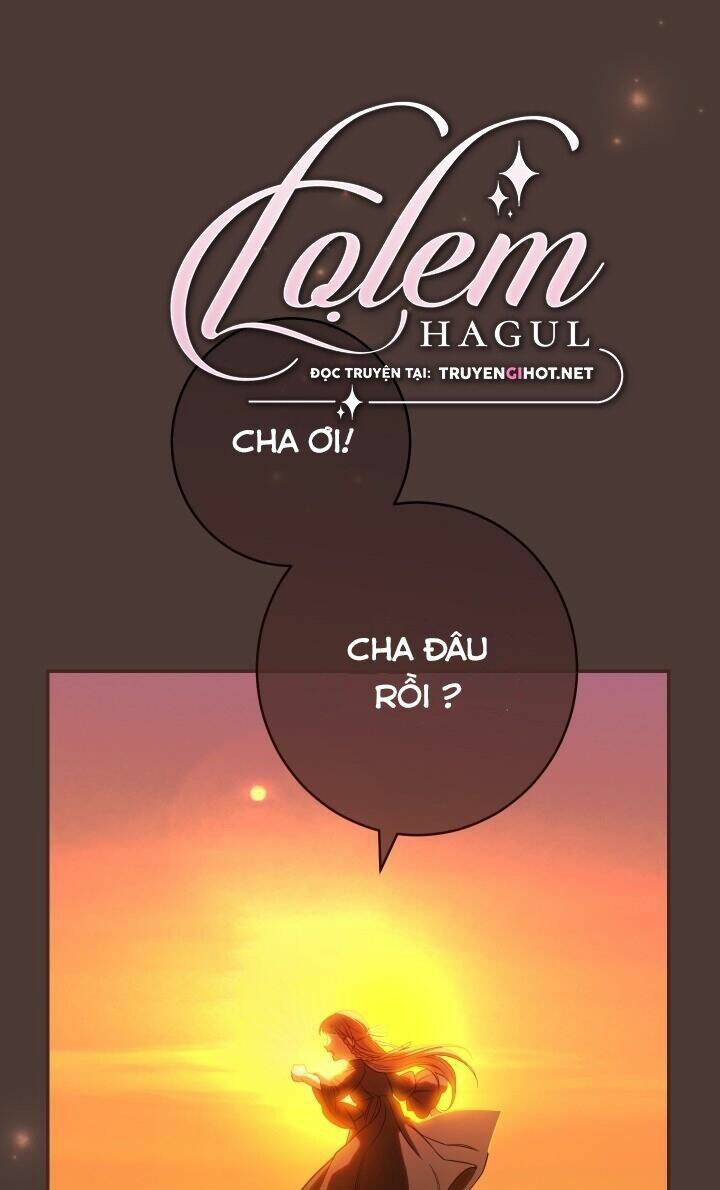 Lọlem
HAGUL
ĐỌC TRUYỆN TẠI: TRUYENGIHOT.NET
CHA ƠI!
CHA ĐÂU
RỒI ?